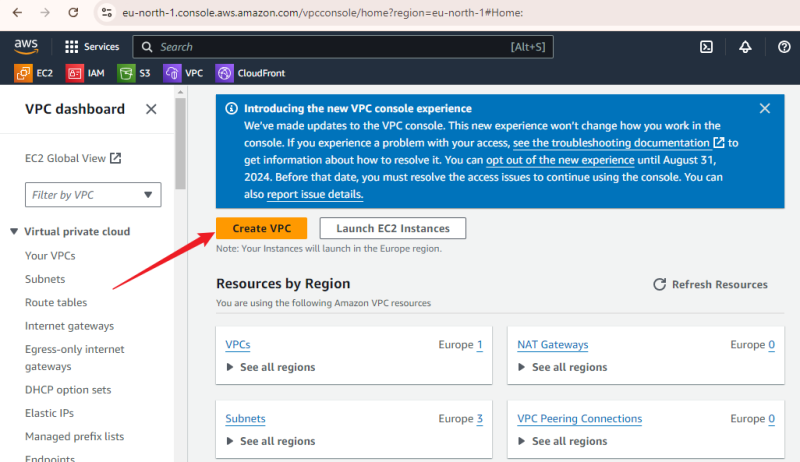 eu-north-1.console.aws.amazon.com/vpcconsole/home?region=eu-north-1#Home:
aws
Services
Search
[Alt+S]
EC2
IAM
S3
VPC
CloudFront
VPC dashboard
EC2 Global View
Filter by VPC
Virtual private cloud
Your VPCs
Subnets
Route tables
Internet gateways
Egress-only internet
gateways
DHCP option sets
Elastic IPs
Managed prefix lists
Endpoints
Introducing the new VPC console experience
We've made updates to the VPC console. This new experience won't change how you work in the
console. If you experience a problem with your access, see the troubleshooting documentation to
get information about how to resolve it. You can opt out of the new experience until August 31,
2024. Before that date, you must resolve the access issues to continue using the console. You can
also report issue details.
Create VPC
Launch EC2 Instances
Note: Your Instances will launch in the Europe region.
Resources by Region
Refresh Resources
You are using the following Amazon VPC resources
VPCs
Europe 1
See all regions
NAT Gateways
Europe 0
See all regions
Subnets
Europe 3
See all regions
VPC Peering Connections
Europe 0
See all regions